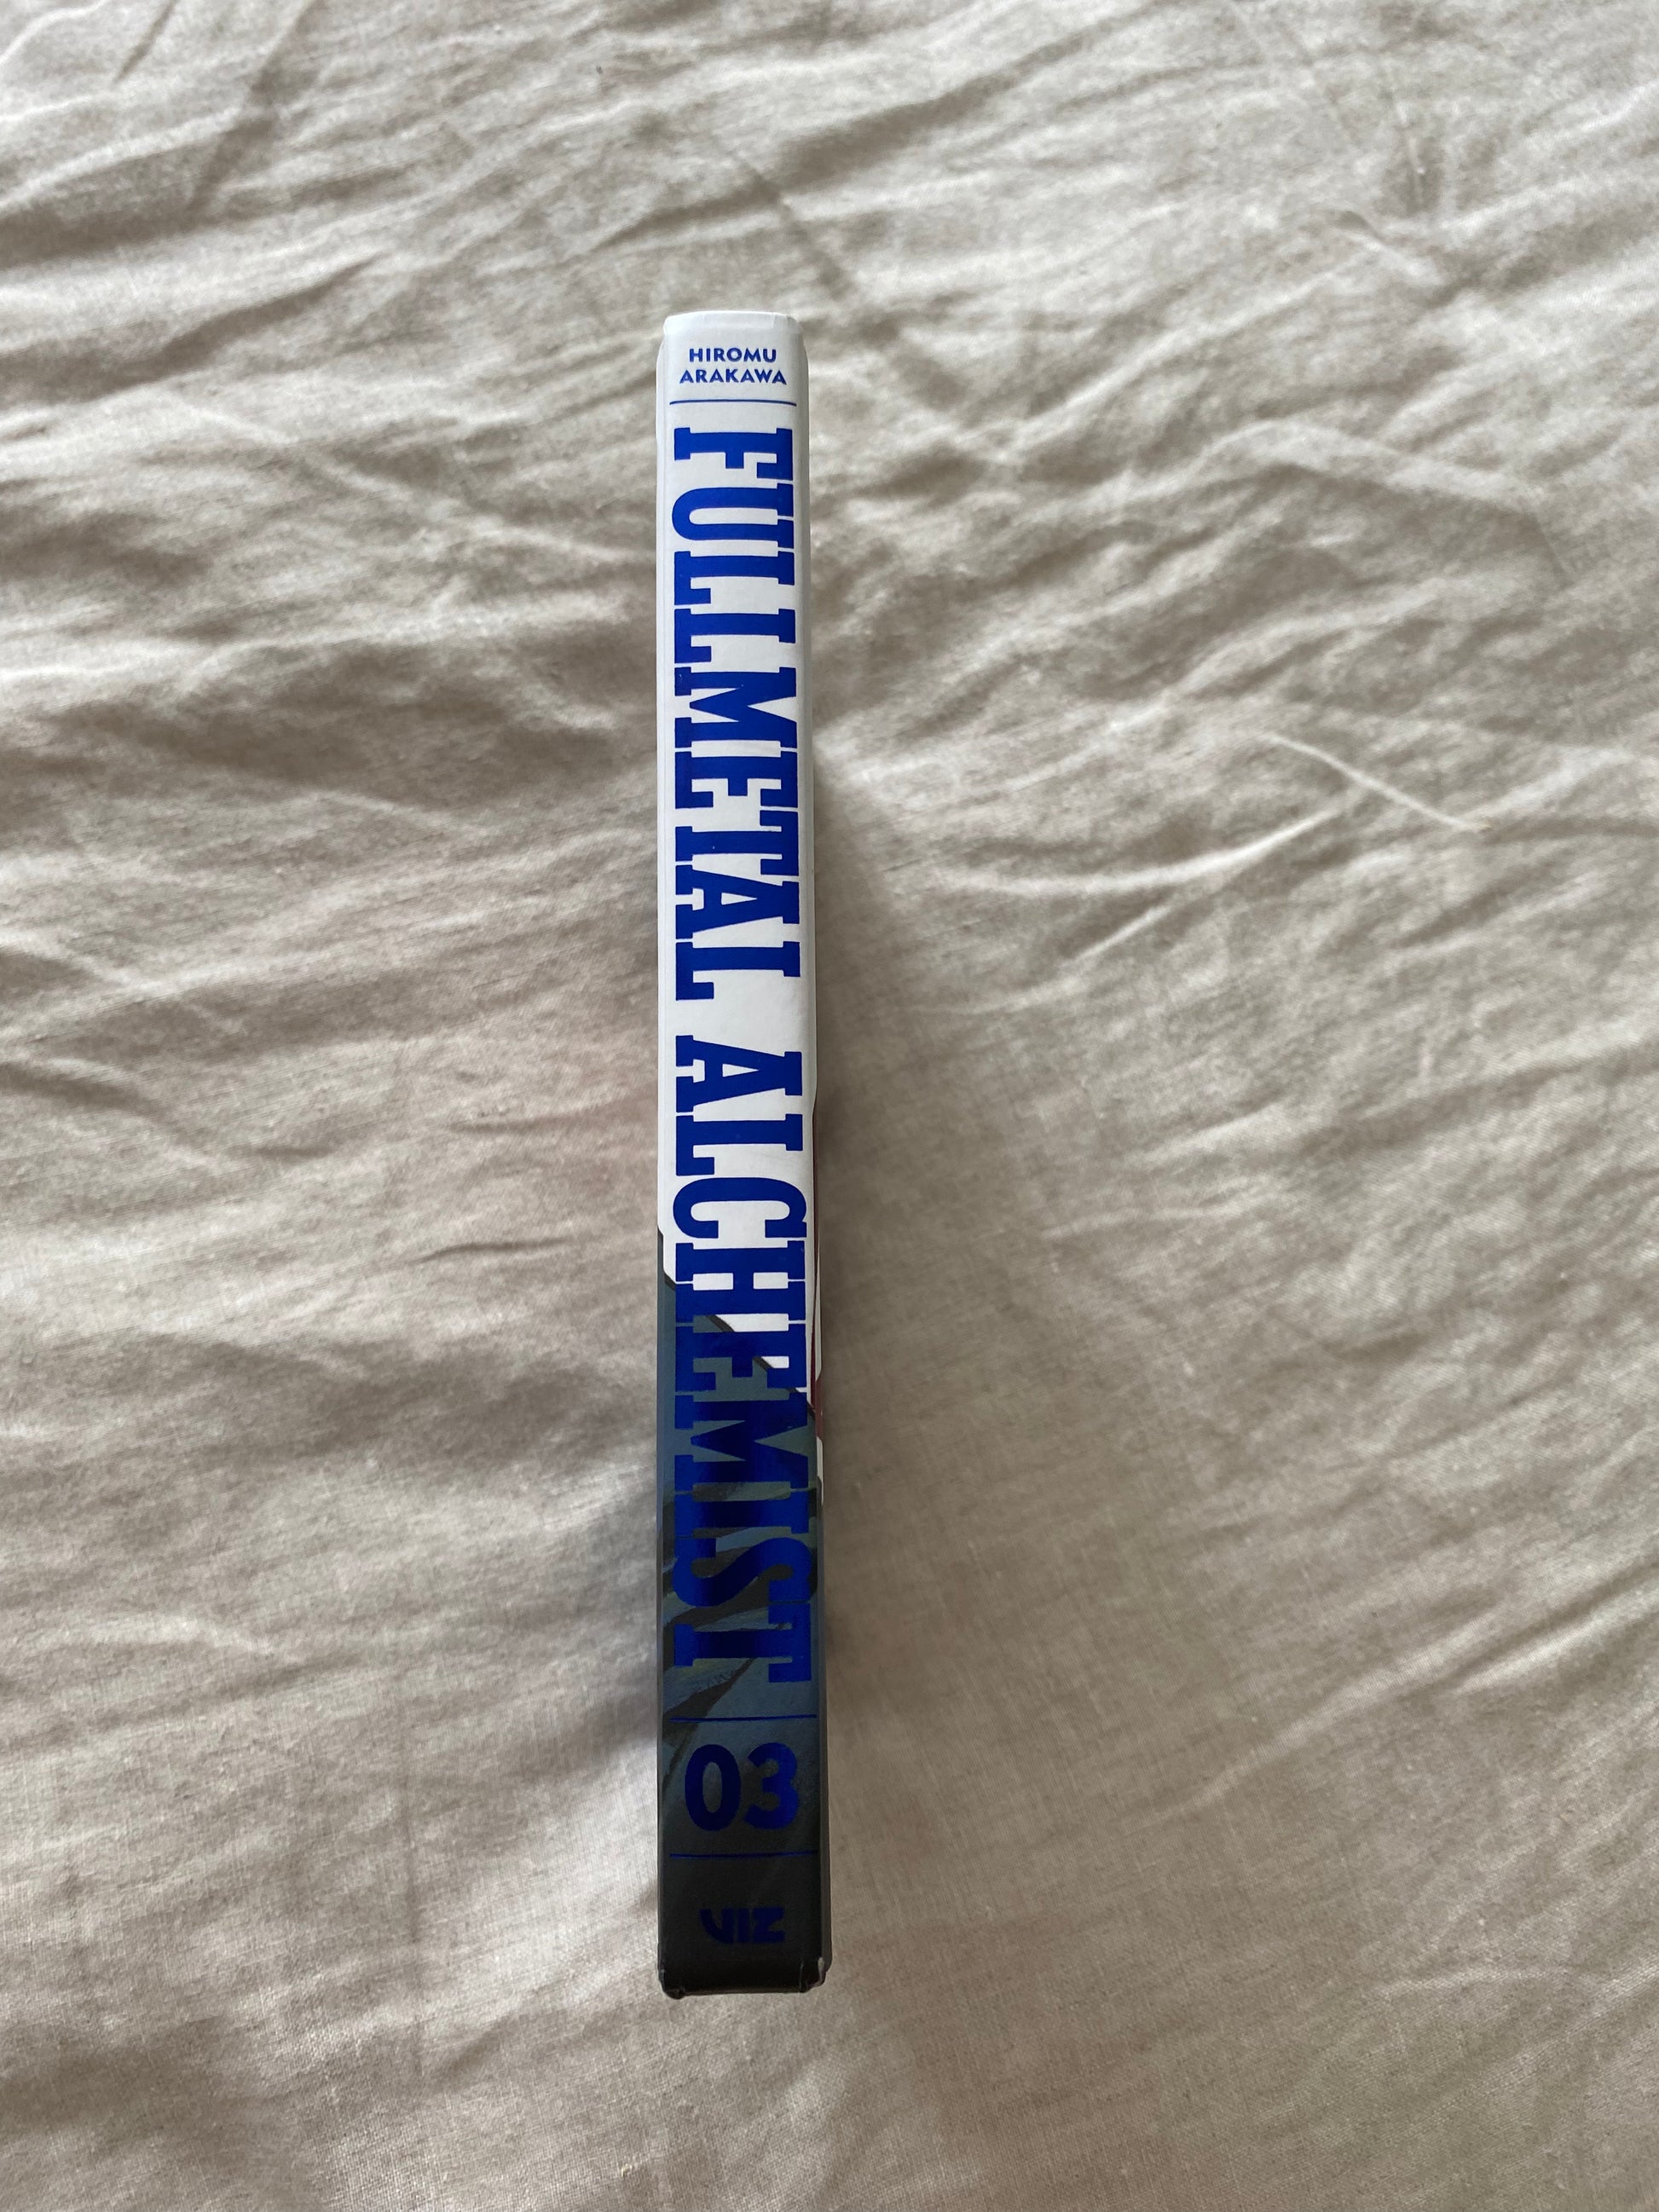 HIROMU
ARAKAWA
FULLMETAL ALCHEMIST
03
VIZ